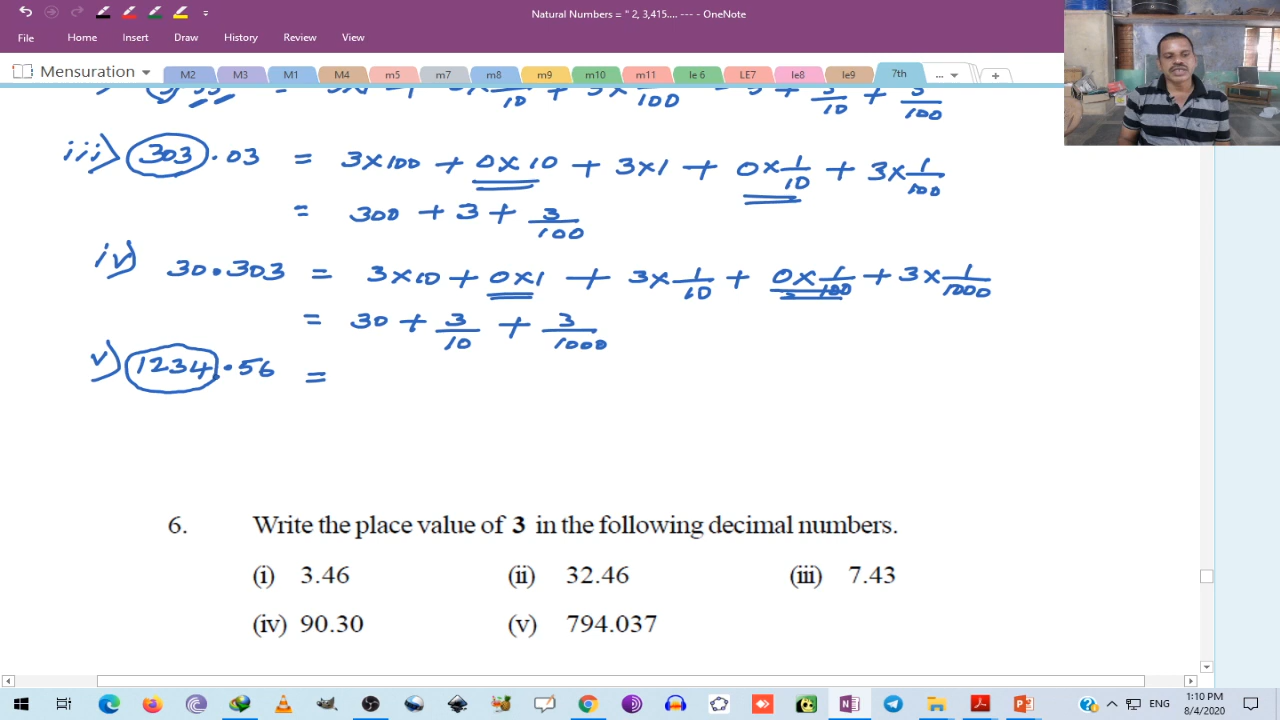 Natural Numbers = " 2, 3,415.... --- - OneNote
File Home Insert Draw History Review View
Mensuration M2 M3 M1 M4 m5 m7 m8 m9 m10 m11 le 6 LE7 le8 le9 7th ... +
iii) 303.03 = 3×100 + 0×10 + 3×1 + 0×1/10 + 3×1/100
= 300 + 3 + 3/100
iv) 30.303 = 3×10 + 0×1 + 3×1/10 + 0×1/100 + 3×1/1000
= 30 + 3/10 + 3/1000
v) 1234.56 =
6. Write the place value of 3 in the following decimal numbers.
(i) 3.46 (ii) 32.46 (iii) 7.43
(iv) 90.30 (v) 794.037
ENG 1:10 PM
8/4/2020